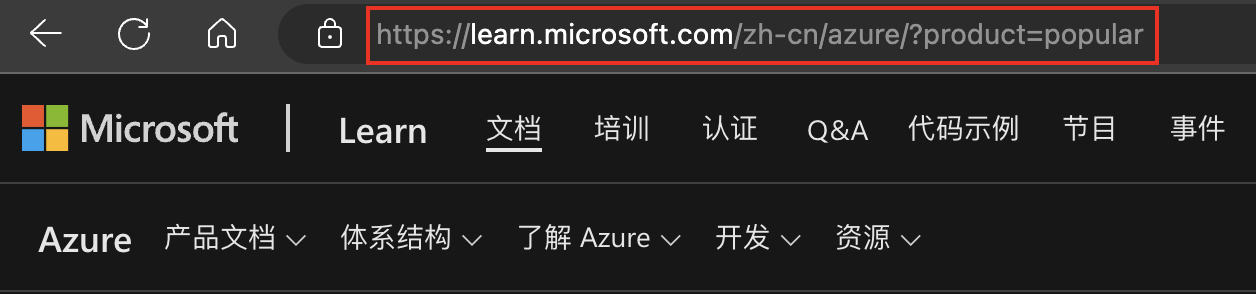 https://learn.microsoft.com/zh-cn/azure/?product=popular
Microsoft Learn 文档 培训 认证 Q&A 代码示例 节目 事件
Azure 产品文档 体系结构 了解 Azure 开发 资源